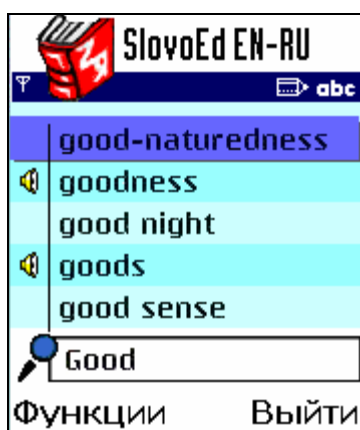 SlovoEd EN-RU
abc
good-naturedness
goodness
good night
goods
good sense
Good
Функции Выйти